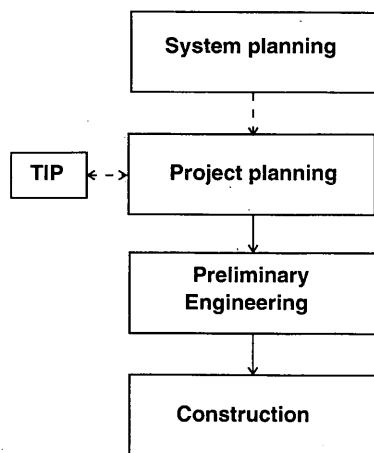 System planning
TIP
Project planning
Preliminary
Engineering
Construction